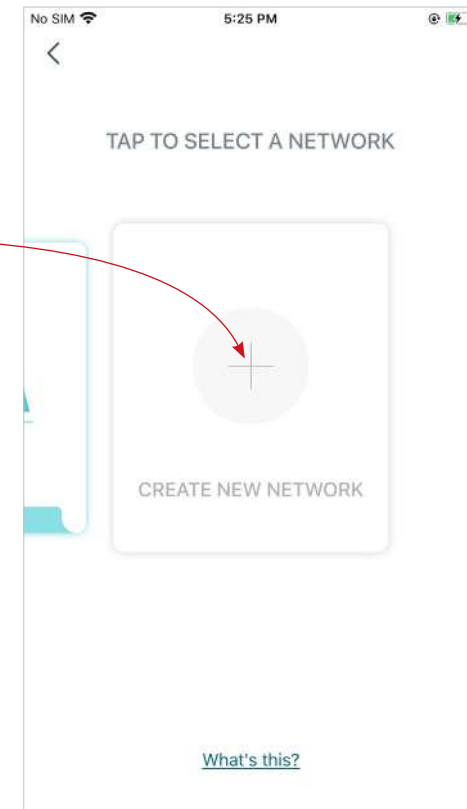 No SIM 5:25 PM
TAP TO SELECT A NETWORK
CREATE NEW NETWORK
What's this?